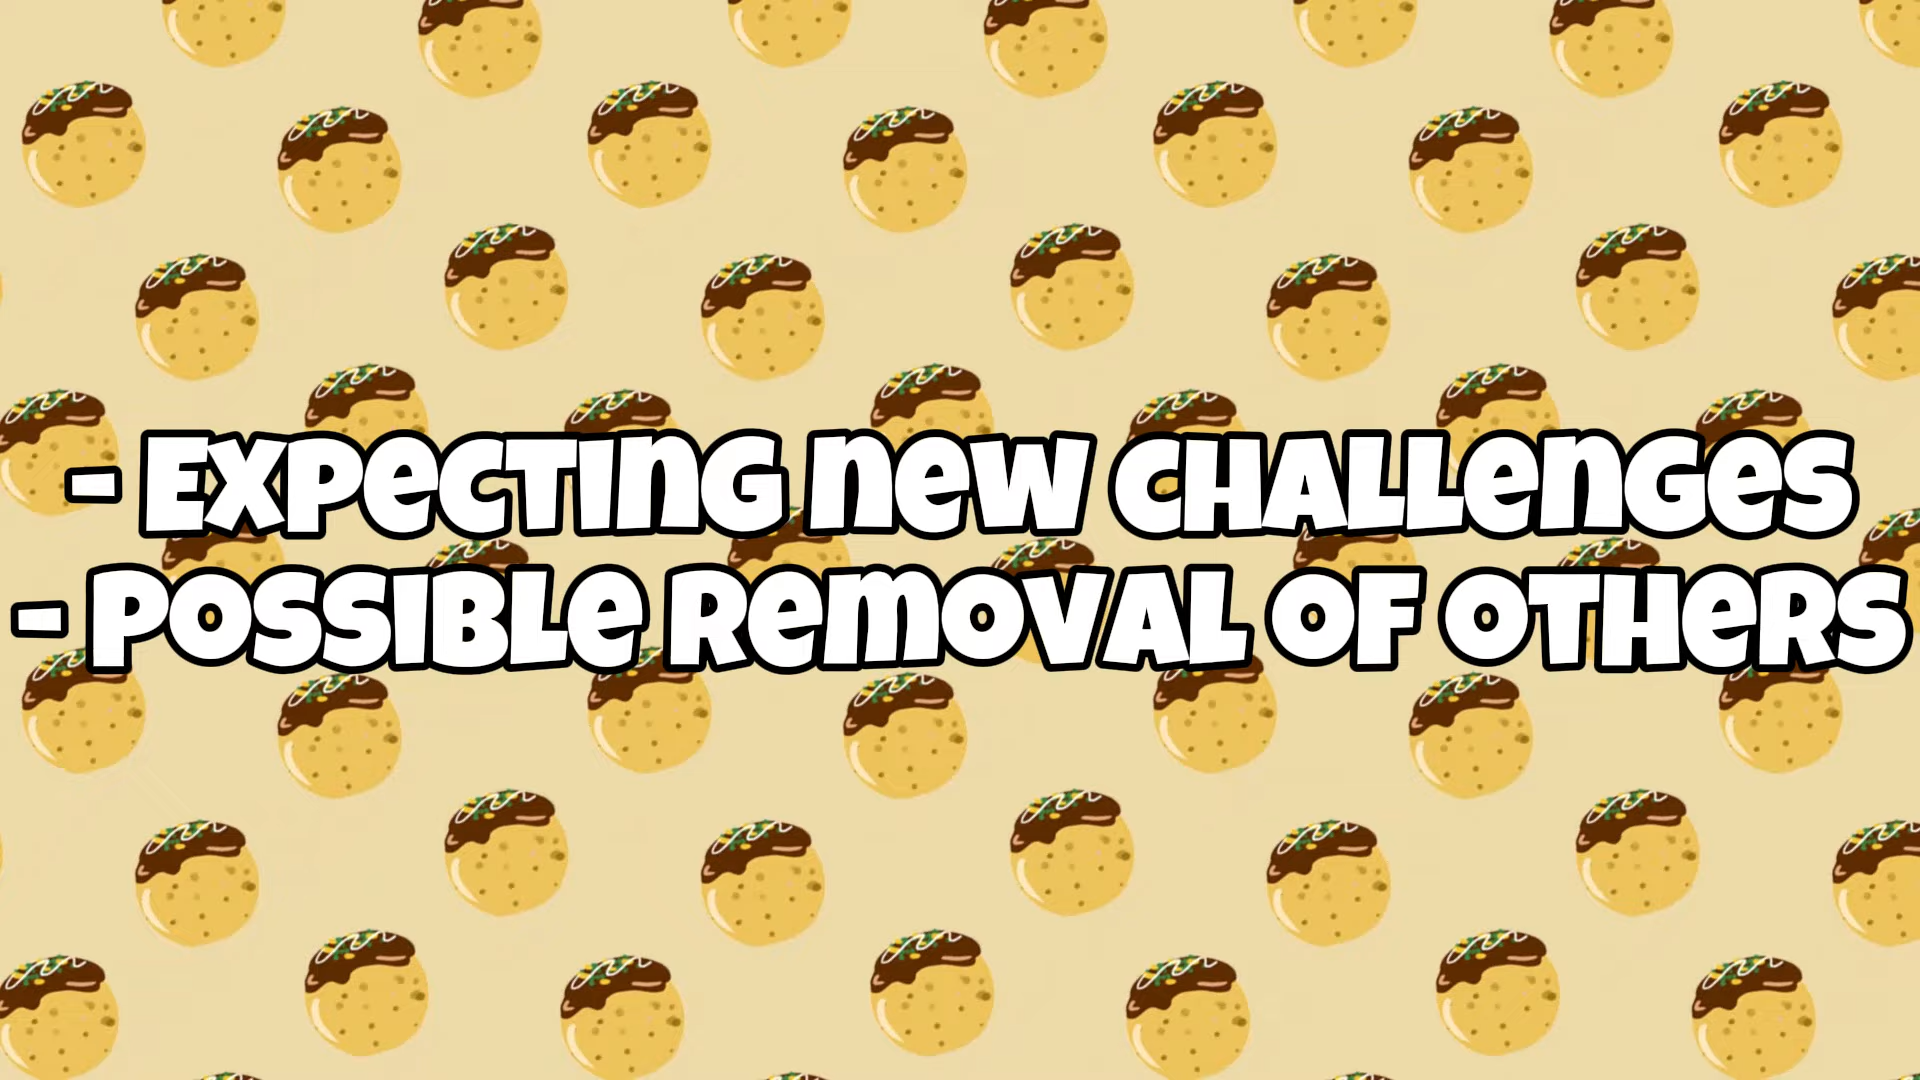 - Expecting new challenges
- Possible removal of others